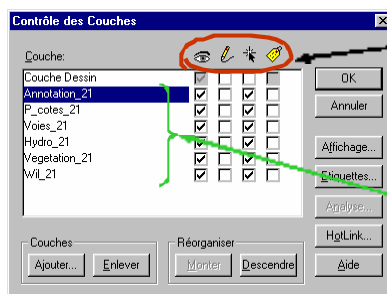 Contrôle des Couches
Couche:
Couche Dessin
OK
Annotation_21
Annuler
P_cotes_21
Voies_21
Hydro_21
Affichage...
Vegetation_21
Wil_21
Etiquettes...
Analyse...
Couches
Réorganiser
HotLink...
Ajouter...
Enlever
Monter
Descendre
Aide